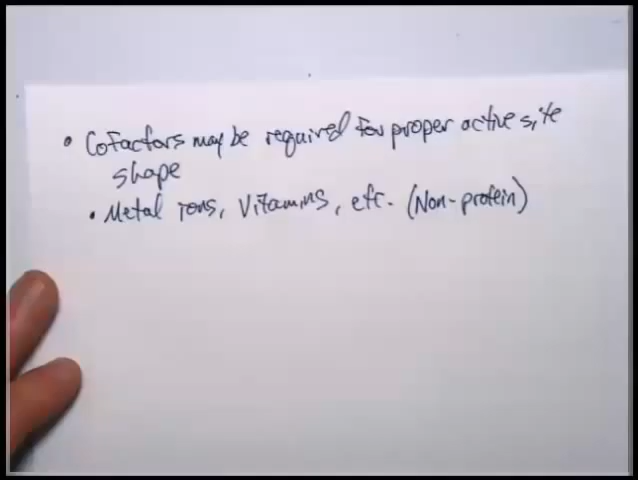 • Cofactors may be required for proper active site
shape
• Metal ions, Vitamins, etc. (Non-protein)